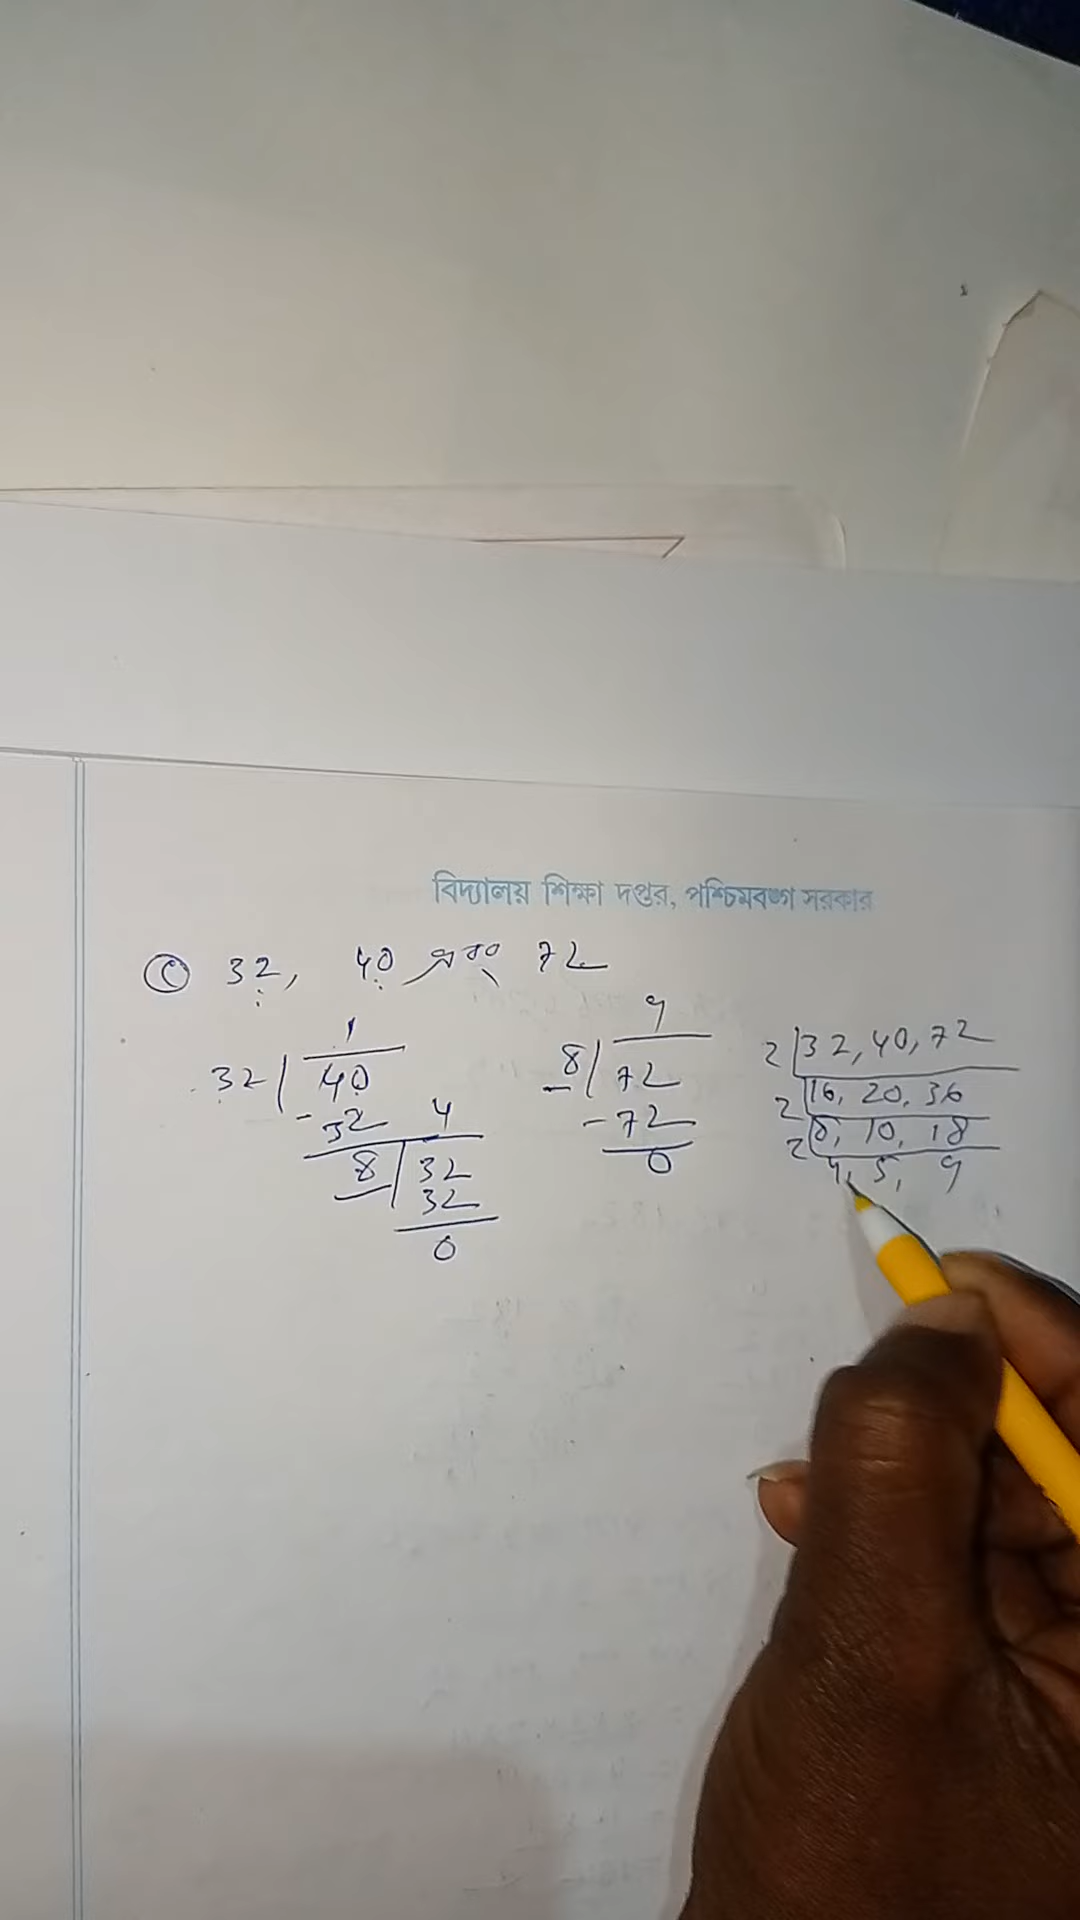 বিদ্যালয় শিক্ষা দপ্তর, পশ্চিমবঙ্গ সরকার
C 32, 40 এবং 72
1
32 40
- 32 4
8 32
32
0
9
8 72
- 72
0
2 32, 40, 72
2 16, 20, 36
2 8, 10, 18
4, 5, 9